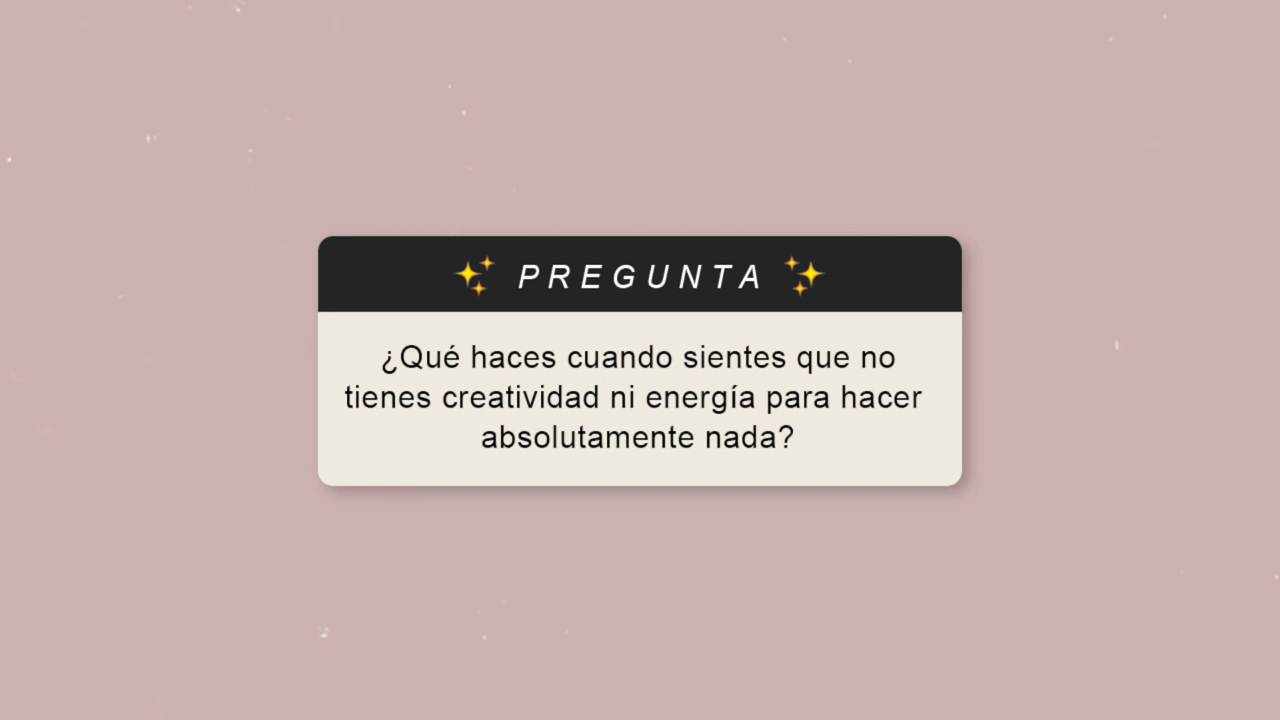 ✨ PREGUNTA ✨
¿Qué haces cuando sientes que no
tienes creatividad ni energía para hacer
absolutamente nada?